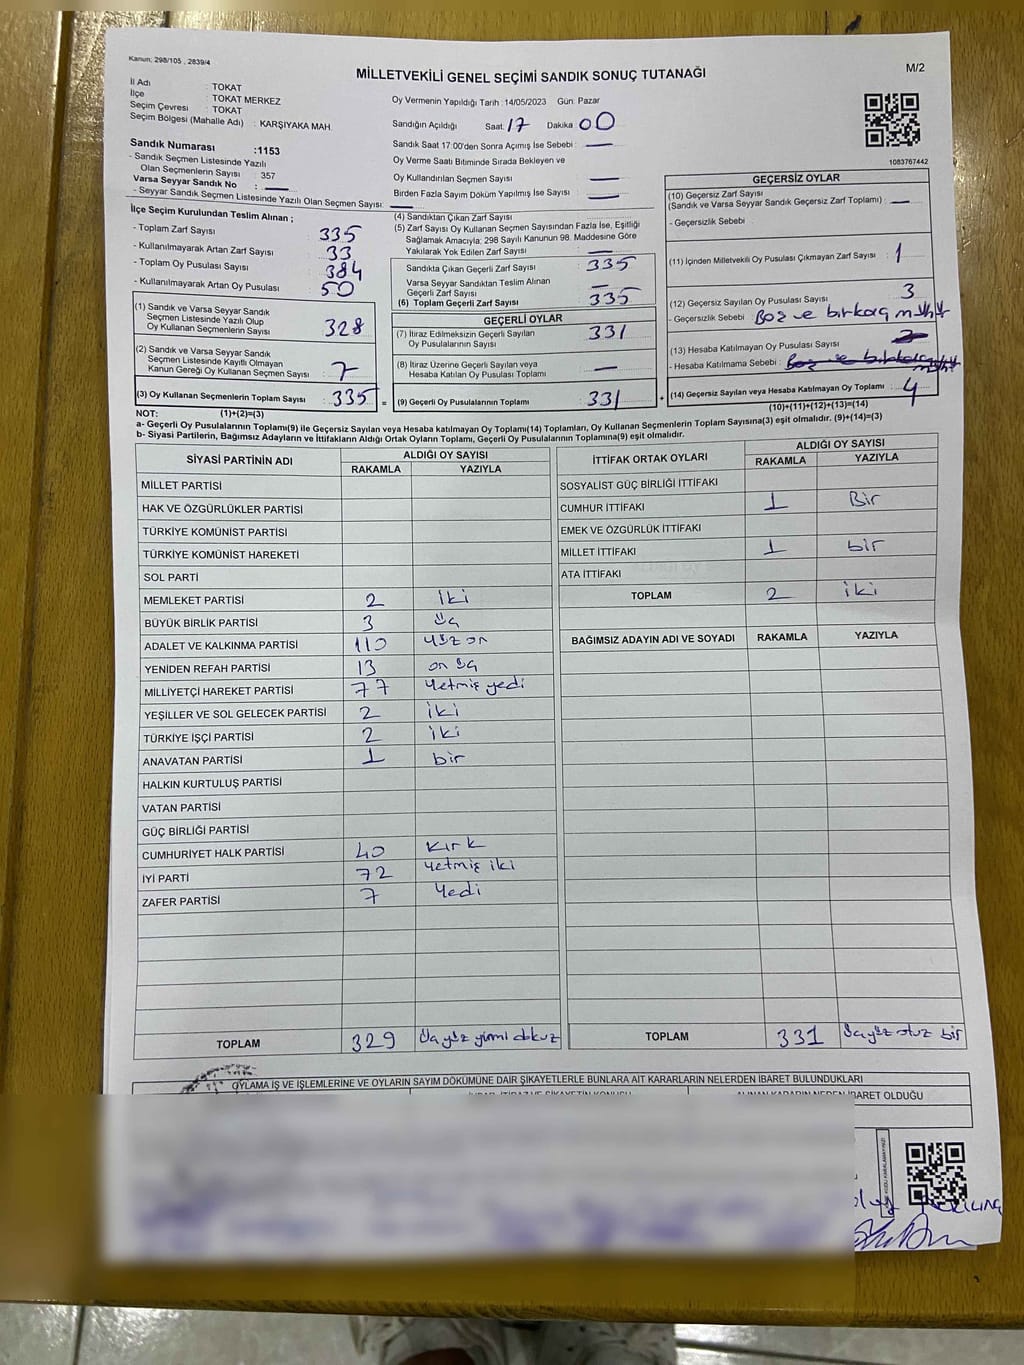 Kanun: 298/105 , 2839/4
MİLLETVEKİLİ GENEL SEÇİMİ SANDIK SONUÇ TUTANAĞI
M/2
İl Adı : TOKAT
İlçe : TOKAT MERKEZ
Seçim Çevresi : TOKAT
Seçim Bölgesi (Mahalle Adı) : KARŞIYAKA MAH.
Sandık Numarası :1153
- Sandık Seçmen Listesinde Yazılı
Olan Seçmenlerin Sayısı : 357
Varsa Seyyar Sandık No : —
- Seyyar Sandık Seçmen Listesinde Yazılı Olan Seçmen Sayısı: —
Oy Vermenin Yapıldığı Tarih :14/05/2023 Gün: Pazar
Sandığın Açıldığı Saat: 17 Dakika 00
Sandık Saat 17:00'den Sonra Açımış İse Sebebi : —
Oy Verme Saati Bitiminde Sırada Bekleyen ve
Oy Kullandırılan Seçmen Sayısı : —
Birden Fazla Sayım Döküm Yapılmış İse Sayısı : —
1083767442
İlçe Seçim Kurulundan Teslim Alınan ;
- Toplam Zarf Sayısı : 335
- Kullanılmayarak Artan Zarf Sayısı : 33
- Toplam Oy Pusulası Sayısı : 384
- Kullanılmayarak Artan Oy Pusulası : 50
(1) Sandık ve Varsa Seyyar Sandık
Seçmen Listesinde Yazılı Olup
Oy Kullanan Seçmenlerin Sayısı : 328
(2) Sandık ve Varsa Seyyar Sandık
Seçmen Listesinde Kayıtlı Olmayan
Kanun Gereği Oy Kullanan Seçmen Sayısı : 7
(3) Oy Kullanan Seçmenlerin Toplam Sayısı : 335 =
(4) Sandıktan Çıkan Zarf Sayısı
(5) Zarf Sayısı Oy Kullanan Seçmen Sayısından Fazla İse, Eşitliği
Sağlamak Amacıyla; 298 Sayılı Kanunun 98. Maddesine Göre
Yakılarak Yok Edilen Zarf Sayısı : —
Sandıkta Çıkan Geçerli Zarf Sayısı : 335
Varsa Seyyar Sandıktan Teslim Alınan
Geçerli Zarf Sayısı : —
(6) Toplam Geçerli Zarf Sayısı : 335
GEÇERLİ OYLAR
(7) İtiraz Edilmeksizin Geçerli Sayılan
Oy Pusulalarının Sayısı : 331
(8) İtiraz Üzerine Geçerli Sayılan veya
Hesaba Katılan Oy Pusulası Toplamı : —
(9) Geçerli Oy Pusulalarının Toplamı : 331 +
GEÇERSİZ OYLAR
(10) Geçersiz Zarf Sayısı
(Sandık ve Varsa Seyyar Sandık Geçersiz Zarf Toplamı) : —
- Geçersizlik Sebebi :
(11) İçinden Milletvekili Oy Pusulası Çıkmayan Zarf Sayısı : 1
(12) Geçersiz Sayılan Oy Pusulası Sayısı : 3
- Geçersizlik Sebebi : Boş ve birkaç
(13) Hesaba Katılmayan Oy Pusulası Sayısı :
- Hesaba Katılmama Sebebi :
(14) Geçersiz Sayılan veya Hesaba Katılmayan Oy Toplamı : 4
NOT: (1)+(2)=(3)
(10)+(11)+(12)+(13)=(14)
a- Geçerli Oy Pusulalarının Toplamı(9) ile Geçersiz Sayılan veya Hesaba katılmayan Oy Toplamı(14) Toplamları, Oy Kullanan Seçmenlerin Toplam Sayısına(3) eşit olmalıdır. (9)+(14)=(3)
b- Siyasi Partilerin, Bağımsız Adayların ve İttifakların Aldığı Ortak Oyların Toplamı, Geçerli Oy Pusulalarının Toplamına(9) eşit olmalıdır.
SİYASİ PARTİNİN ADI ALDIĞI OY SAYISI
RAKAMLA YAZIYLA
MİLLET PARTİSİ
HAK VE ÖZGÜRLÜKLER PARTİSİ
TÜRKİYE KOMÜNİST PARTİSİ
TÜRKİYE KOMÜNİST HAREKETİ
SOL PARTİ
MEMLEKET PARTİSİ 2 iki
BÜYÜK BİRLİK PARTİSİ 3 üç
ADALET VE KALKINMA PARTİSİ 110 yüz on
YENİDEN REFAH PARTİSİ 13 on üç
MİLLİYETÇİ HAREKET PARTİSİ 77 yetmiş yedi
YEŞİLLER VE SOL GELECEK PARTİSİ 2 iki
TÜRKİYE İŞÇİ PARTİSİ 2 iki
ANAVATAN PARTİSİ 1 bir
HALKIN KURTULUŞ PARTİSİ
VATAN PARTİSİ
GÜÇ BİRLİĞİ PARTİSİ
CUMHURİYET HALK PARTİSİ 40 kırk
İYİ PARTİ 72 yetmiş iki
ZAFER PARTİSİ 7 yedi
TOPLAM 329 üçyüz yirmi dokuz
İTTİFAK ORTAK OYLARI ALDIĞI OY SAYISI
RAKAMLA YAZIYLA
SOSYALİST GÜÇ BİRLİĞİ İTTİFAKI
CUMHUR İTTİFAKI 1 Bir
EMEK VE ÖZGÜRLÜK İTTİFAKI
MİLLET İTTİFAKI 1 bir
ATA İTTİFAKI
TOPLAM 2 iki
BAĞIMSIZ ADAYIN ADI VE SOYADI RAKAMLA YAZIYLA
TOPLAM 331 üçyüz otuz bir
OYLAMA İŞ VE İŞLEMLERİNE VE OYLARIN SAYIM DÖKÜMÜNE DAİR ŞİKAYETLERLE BUNLARA AİT KARARLARIN NELERDEN İBARET BULUNDUKLARI
ALINAN KARARIN NEDEN İBARET OLDUĞU